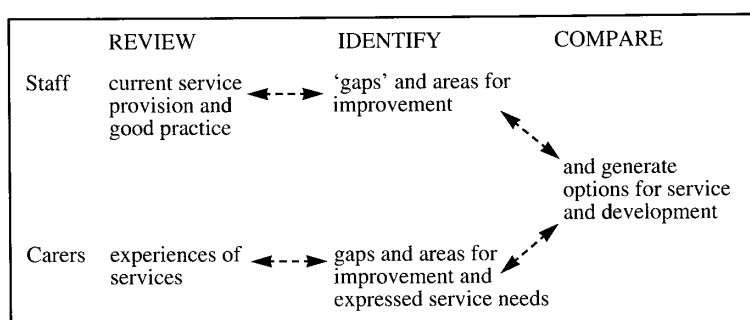 REVIEW IDENTIFY COMPARE
Staff current service ‘gaps’ and areas for
provision and improvement
good practice
and generate
options for service
and development
Carers experiences of gaps and areas for
services improvement and
expressed service needs